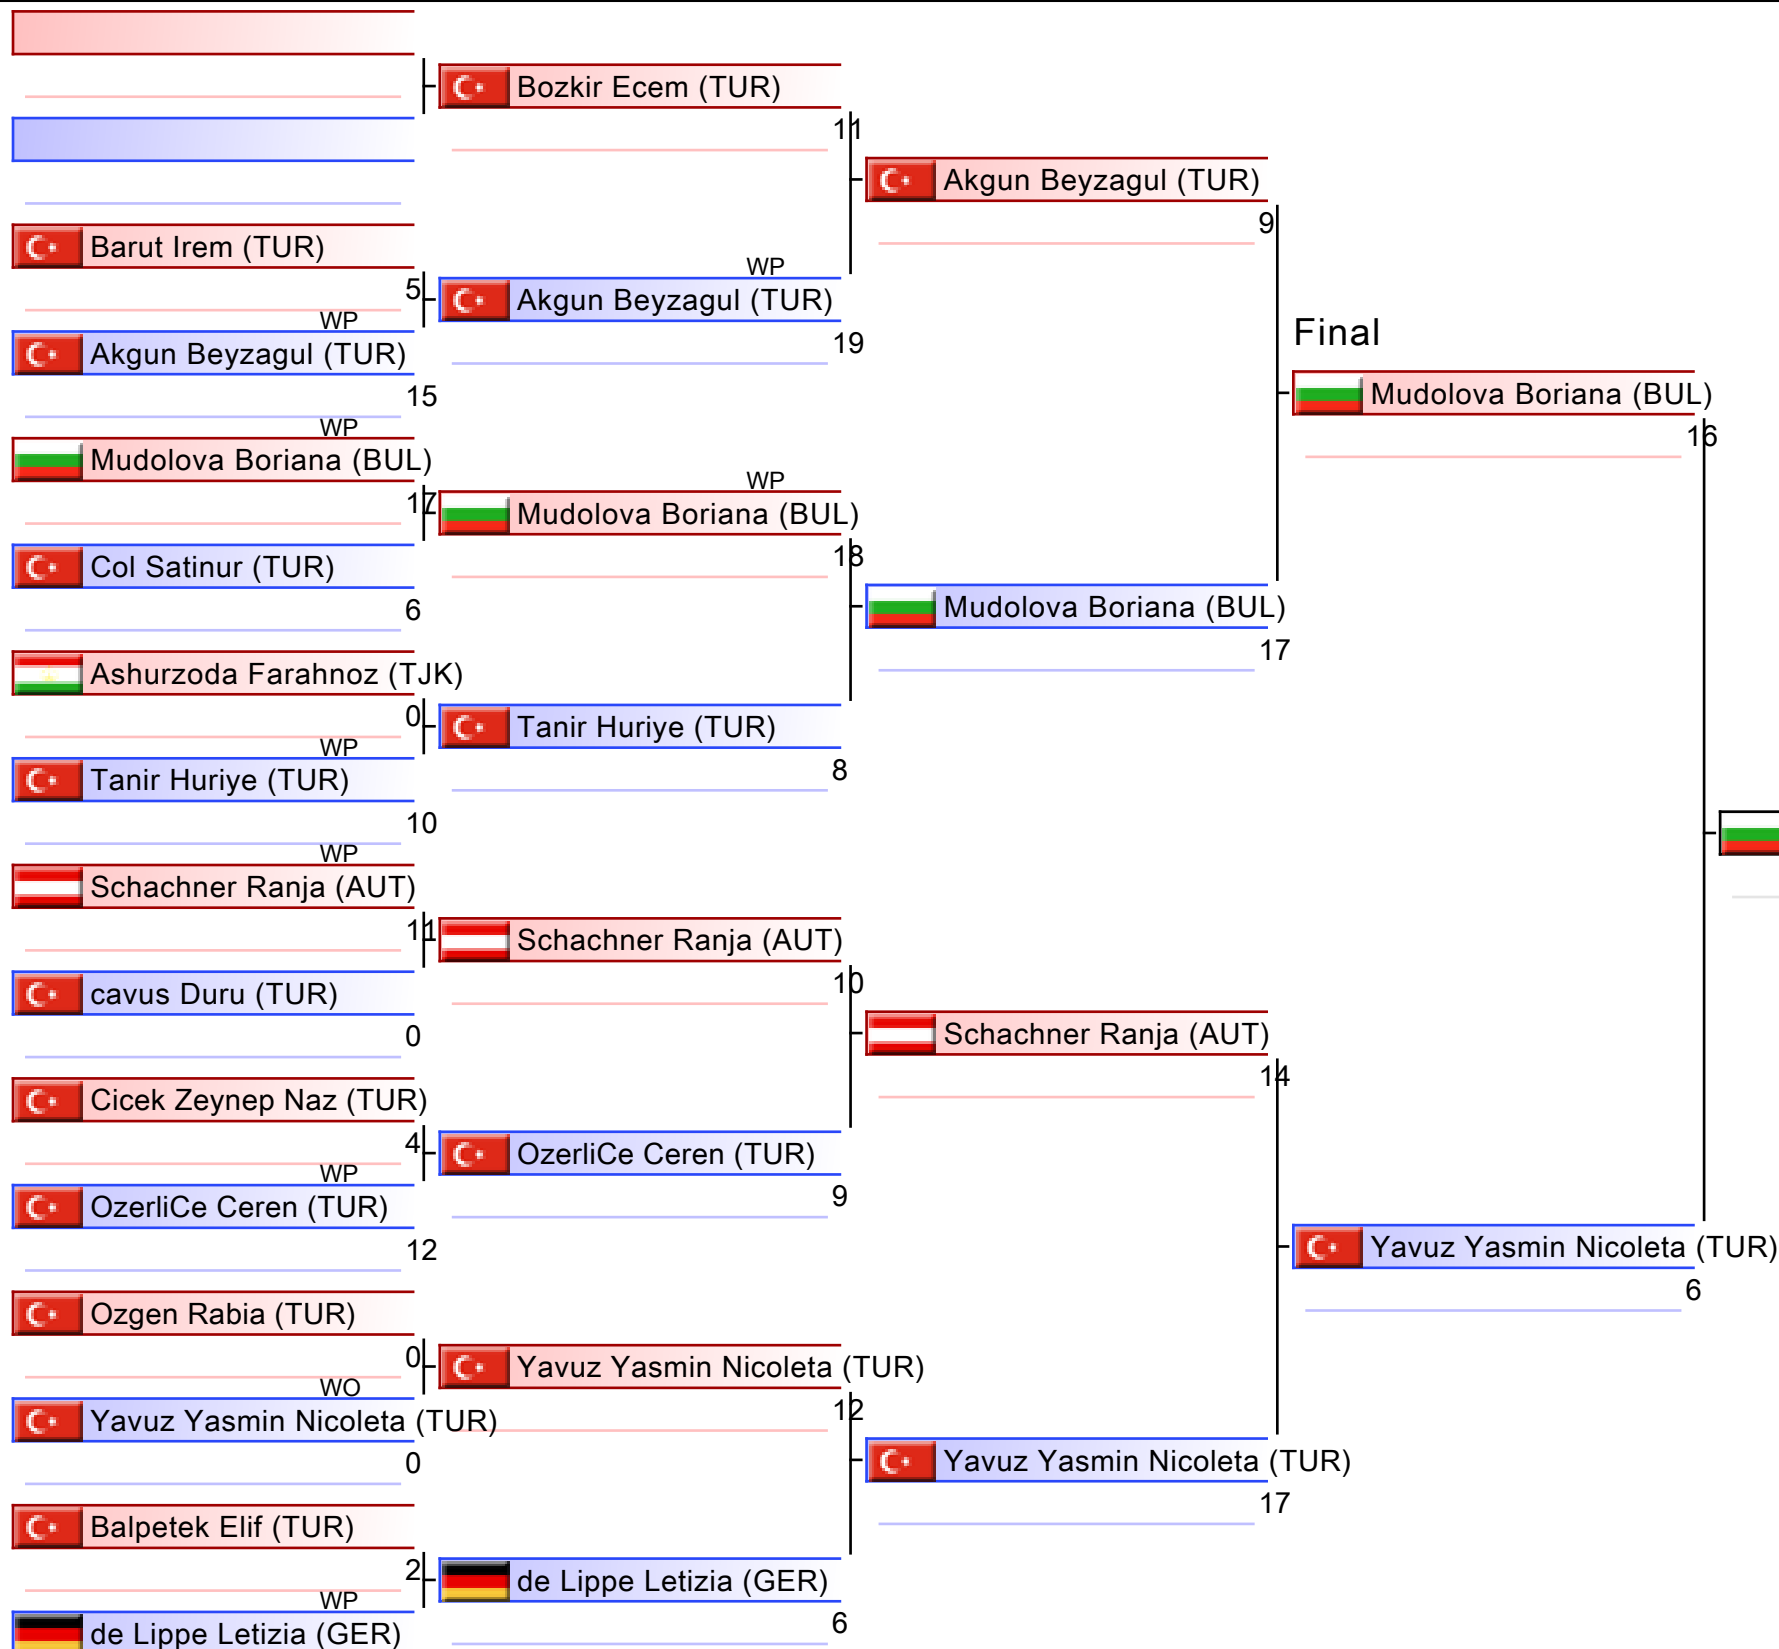 Bozkir Ecem (TUR)
11
Akgun Beyzagul (TUR)
9
Barut Irem (TUR)
5
WP
Akgun Beyzagul (TUR)
19
WP
Akgun Beyzagul (TUR)
15
Final
Mudolova Boriana (BUL)
16
WP
Mudolova Boriana (BUL)
17
WP
Mudolova Boriana (BUL)
18
Col Satinur (TUR)
6
Mudolova Boriana (BUL)
17
Ashurzoda Farahnoz (TJK)
0
Tanir Huriye (TUR)
8
WP
Tanir Huriye (TUR)
10
WP
Schachner Ranja (AUT)
11
Schachner Ranja (AUT)
10
cavus Duru (TUR)
0
Schachner Ranja (AUT)
14
Cicek Zeynep Naz (TUR)
4
OzerliCe Ceren (TUR)
9
WP
OzerliCe Ceren (TUR)
12
Yavuz Yasmin Nicoleta (TUR)
6
Ozgen Rabia (TUR)
0
Yavuz Yasmin Nicoleta (TUR)
12
WO
Yavuz Yasmin Nicoleta (TUR)
0
Yavuz Yasmin Nicoleta (TUR)
17
Balpetek Elif (TUR)
2
de Lippe Letizia (GER)
6
WP
de Lippe Letizia (GER)